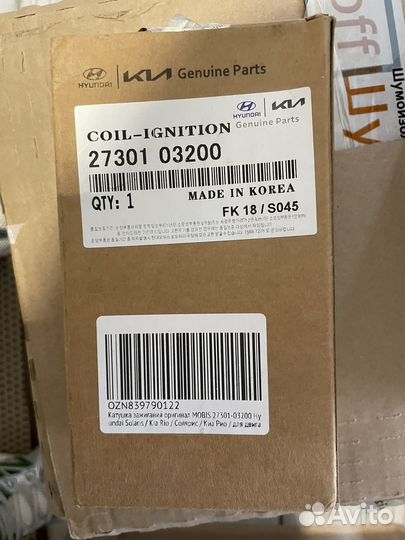 HYUNDAI KIA Genuine Parts
HYUNDAI KIA
Genuine Parts
COIL-IGNITION
27301 03200
QTY: 1
MADE IN KOREA
FK 18 / S045
OZN839790122
Катушка зажигания оригинал MOBIS 27301-03200 Hy
undai Solaris / Kia Rio / Солярис / Киа Рио / для двига
off
Шумоизол
Avito